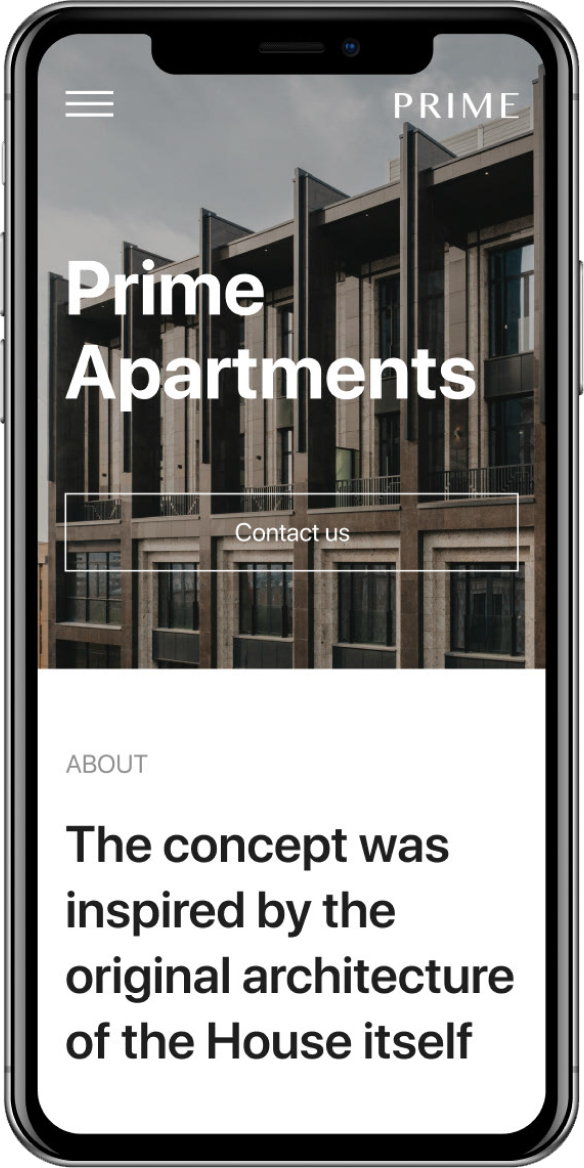 PRIME
Prime
Apartments
Contact us
ABOUT
The concept was
inspired by the
original architecture
of the House itself